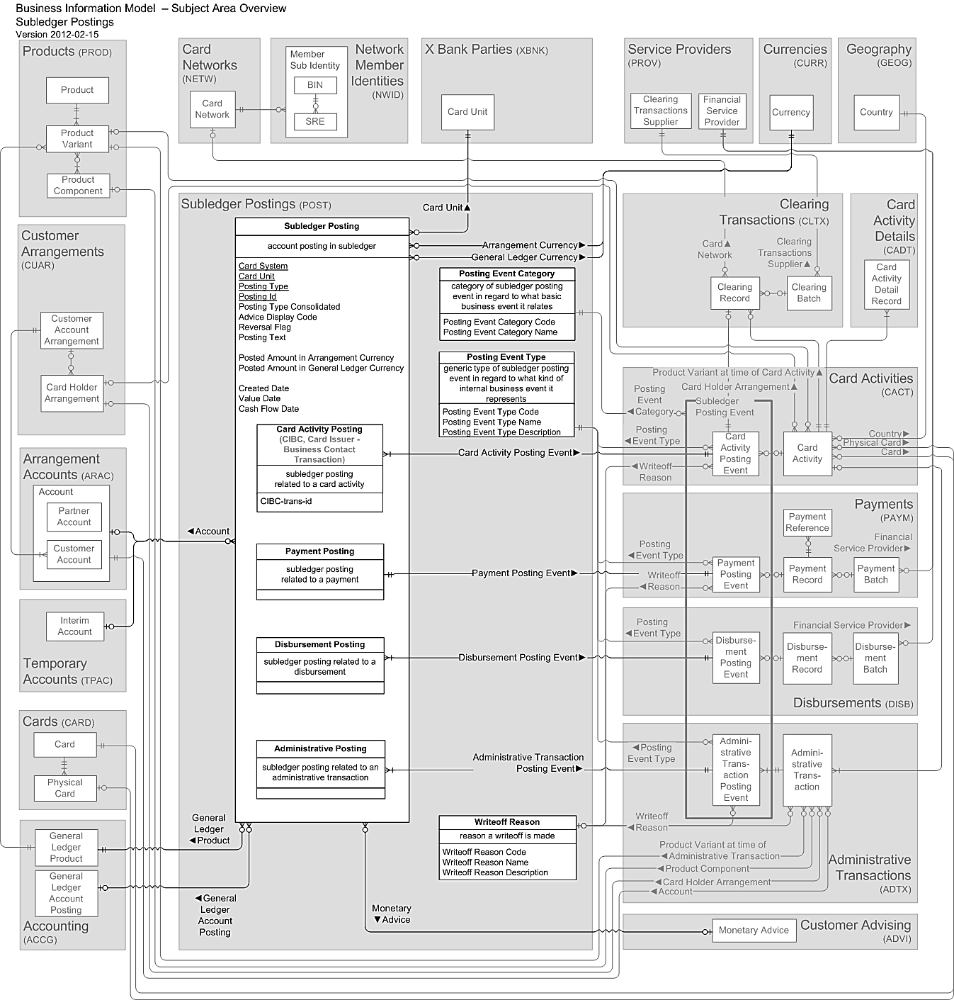 Business Information Model – Subject Area Overview
Subledger Postings
Version 2012-02-15
Products (PROD)
Product
Product
Variant
Product
Component
Card
Networks
(NETW)
Card
Network
Member
Sub Identity
BIN
SRE
Network
Member
Identities
(NWID)
X Bank Parties (XBNK)
Card Unit
Service Providers
(PROV)
Clearing
Transactions
Supplier
Financial
Service
Provider
Currencies
(CURR)
Currency
Geography
(GEOG)
Country
Customer
Arrangements
(CUAR)
Customer
Account
Arrangement
Card Holder
Arrangement
Arrangement
Accounts (ARAC)
Account
Partner
Account
Customer
Account
Interim
Account
Temporary
Accounts (TPAC)
Cards (CARD)
Card
Physical
Card
General
Ledger
Product
General
Ledger
Account
Posting
Accounting
(ACCG)
Subledger Postings (POST)
Card Unit▲
Subledger Posting
account posting in subledger
Arrangement Currency▶
General Ledger Currency▶
Card System
Card Unit
Posting Type
Posting Id
Posting Type Consolidated
Advice Display Code
Reversal Flag
Posting Text
Posted Amount in Arrangement Currency
Posted Amount in General Ledger Currency
Created Date
Value Date
Cash Flow Date
Card Activity Posting
(CIBC, Card Issuer -
Business Contact
Transaction)
subledger posting
related to a card activity
CIBC-trans-id
Payment Posting
subledger posting
related to a payment
Disbursement Posting
subledger posting related to a
disbursement
Administrative Posting
subledger posting related to an
administrative transaction
◀Account
General
Ledger
◀Product
◀General
Ledger
Account
Posting
Monetary
▼Advice
Posting Event Category
category of subledger posting
event in regard to what basic
business event it relates
Posting Event Category Code
Posting Event Category Name
Posting Event Type
generic type of subledger posting
event in regard to what kind of
internal business event it
represents
Posting Event Type Code
Posting Event Type Name
Posting Event Type Description
Card Activity Posting Event▶
Payment Posting Event▶
Disbursement Posting Event▶
Administrative Transaction
Posting Event▶
Writeoff Reason
reason a writeoff is made
Writeoff Reason Code
Writeoff Reason Name
Writeoff Reason Description
Clearing
Transactions (CLTX)
Card▲
Network
Clearing
Transactions
Supplier▲
Clearing
Record
Clearing
Batch
Card
Activity
Details
(CADT)
Card
Activity
Detail
Record
Product Variant at time of Card Activity▲
Card Activities
(CACT)
Card Holder Arrangement▲
Posting
Event
◀Category
Subledger
Posting Event
Posting
◀Event Type
◀Writeoff
Reason
Card
Activity
Posting
Event
Card
Activity
Country▶
Physical Card▶
Card▶
Payments
(PAYM)
Payment
Reference
Financial
Service Provider▶
Posting
◀Event Type
Writeoff
◀Reason
Payment
Posting
Event
Payment
Record
Payment
Batch
Posting
◀Event Type
Financial Service Provider▶
Disburse-
ment
Posting
Event
Disburse-
ment
Record
Disburse-
ment
Batch
Disbursements (DISB)
◀Posting
Event Type
Admini-
strative
Trans-
action
Posting
Event
Admini-
strative
Trans-
action
Writeoff
◀Reason
Product Variant at time of
◀Administrative Transaction
◀Product Component
◀Card Holder Arrangement
◀Account
Administrative
Transactions
(ADTX)
Monetary Advice
Customer Advising
(ADVI)